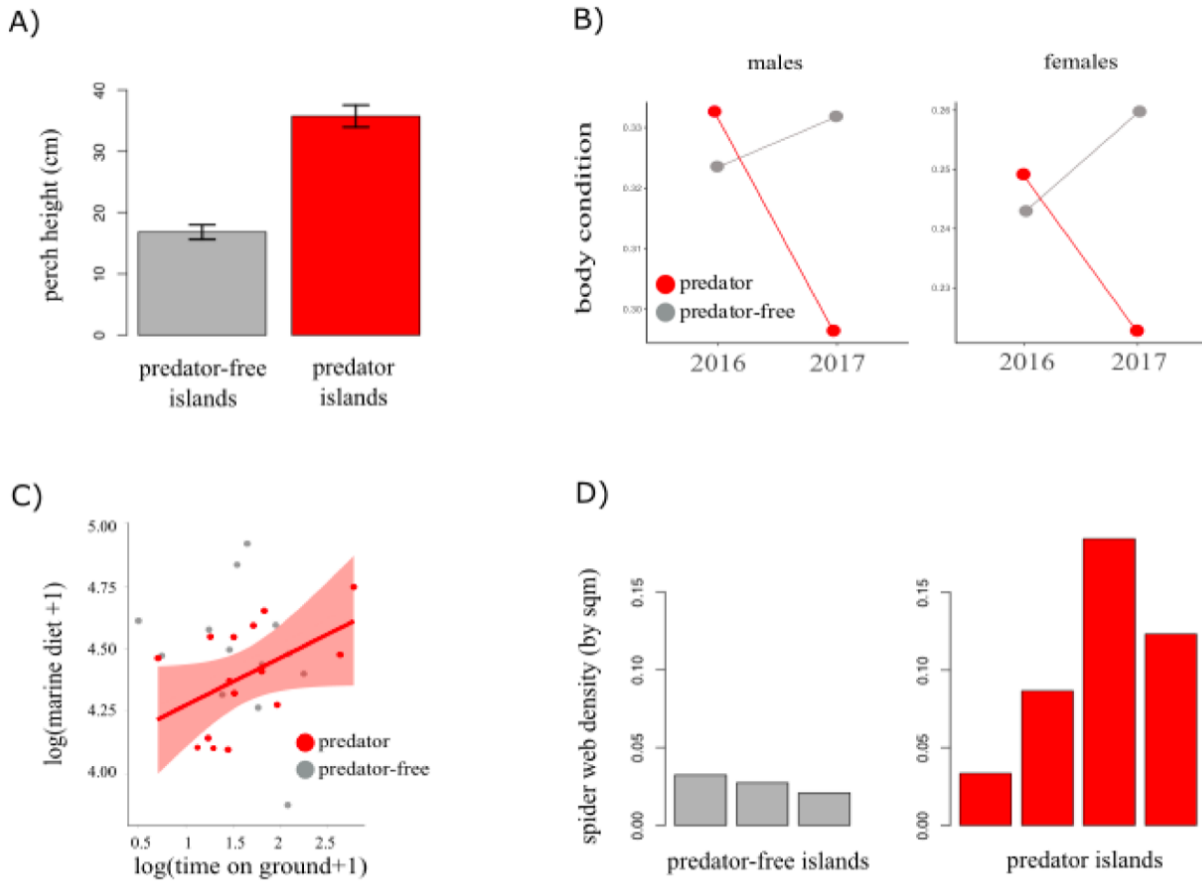 A)
40
30
20
10
0
perch height (cm)
predator-free
islands
predator
islands
B)
males
females
body condition
0.33
0.32
0.31
0.30
predator
predator-free
2016
2017
0.26
0.25
0.24
0.23
2016
2017
C)
log(marine diet +1)
5.00
4.75
4.50
4.25
4.00
predator
predator-free
0.5
1
1.5
2
2.5
log(time on ground+1)
D)
spider web density (by sqm)
0.15
0.10
0.05
0.00
predator-free islands
0.15
0.10
0.05
0.00
predator islands